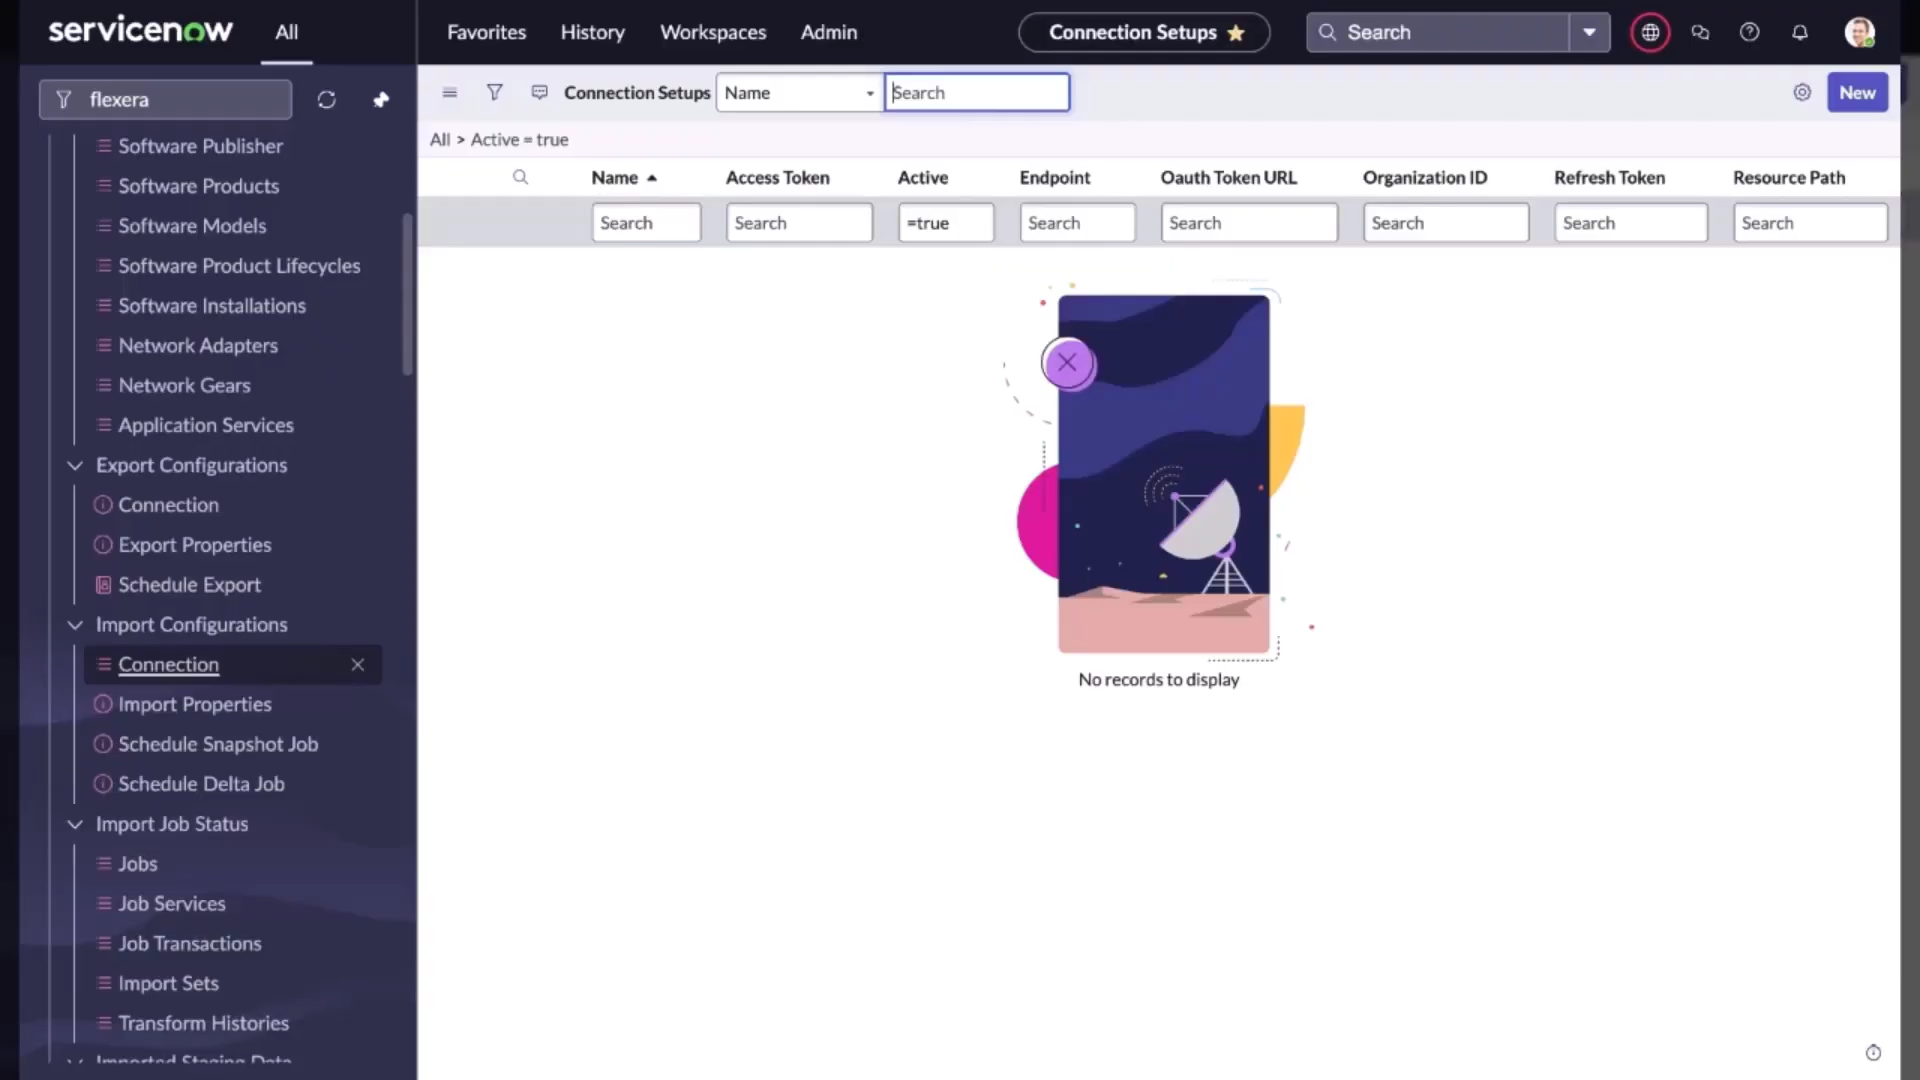 servicenow
All
Favorites
History
Workspaces
Admin
Connection Setups
Search
flexera
Software Publisher
Software Products
Software Models
Software Product Lifecycles
Software Installations
Network Adapters
Network Gears
Application Services
Export Configurations
Connection
Export Properties
Schedule Export
Import Configurations
Connection
Import Properties
Schedule Snapshot Job
Schedule Delta Job
Import Job Status
Jobs
Job Services
Job Transactions
Import Sets
Transform Histories
Imported Staging Data
Connection Setups
Name
Search
New
All > Active = true
Name Access Token Active Endpoint Oauth Token URL Organization ID Refresh Token Resource Path
Search Search =true Search Search Search Search Search
No records to display